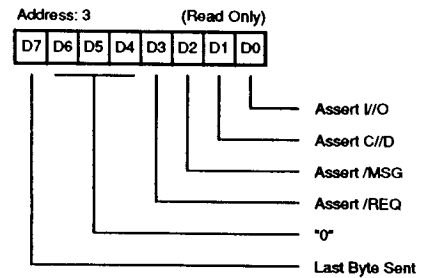 Address: 3 (Read Only)
D7 D6 D5 D4 D3 D2 D1 D0
Assert I//O
Assert C//D
Assert /MSG
Assert /REQ
"0"
Last Byte Sent